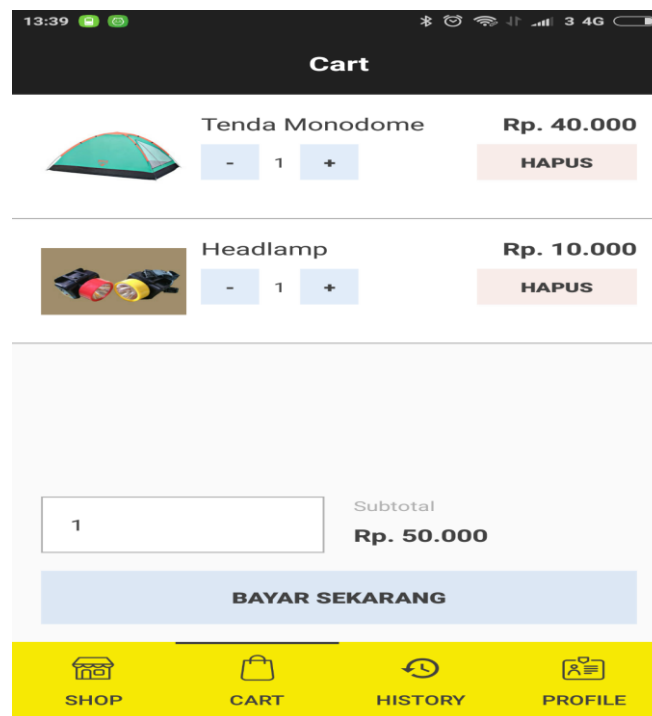 13:39 3 4G
Cart
Tenda Monodome Rp. 40.000
- 1 + HAPUS
Headlamp Rp. 10.000
- 1 + HAPUS
Subtotal
1 Rp. 50.000
BAYAR SEKARANG
SHOP CART HISTORY PROFILE